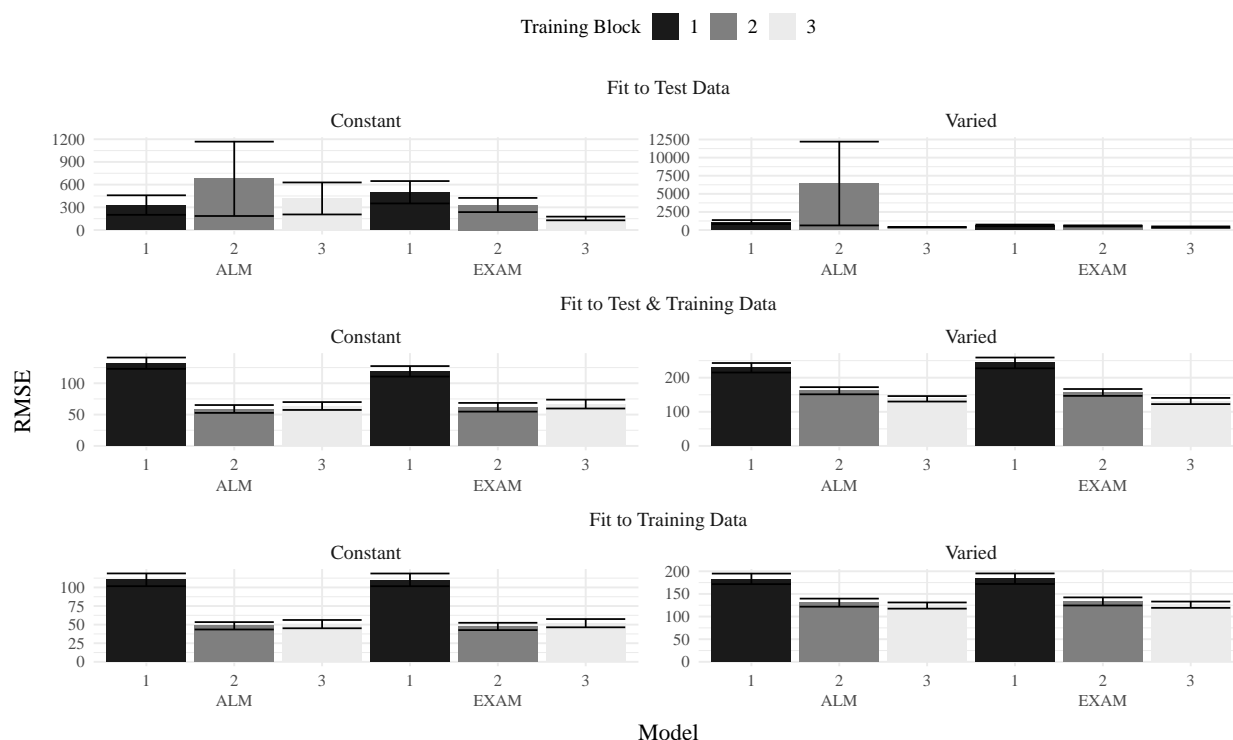 Training Block 1 2 3
Fit to Test Data
Constant Varied
1200
900
600
300
0
12500
10000
7500
5000
2500
0
1 2 3 1 2 3 1 2 3 1 2 3
ALM EXAM ALM EXAM
Fit to Test & Training Data
Constant Varied
100
50
0
200
100
0
1 2 3 1 2 3 1 2 3 1 2 3
ALM EXAM ALM EXAM
RMSE
Fit to Training Data
Constant Varied
100
75
50
25
0
200
150
100
50
0
1 2 3 1 2 3 1 2 3 1 2 3
ALM EXAM ALM EXAM
Model